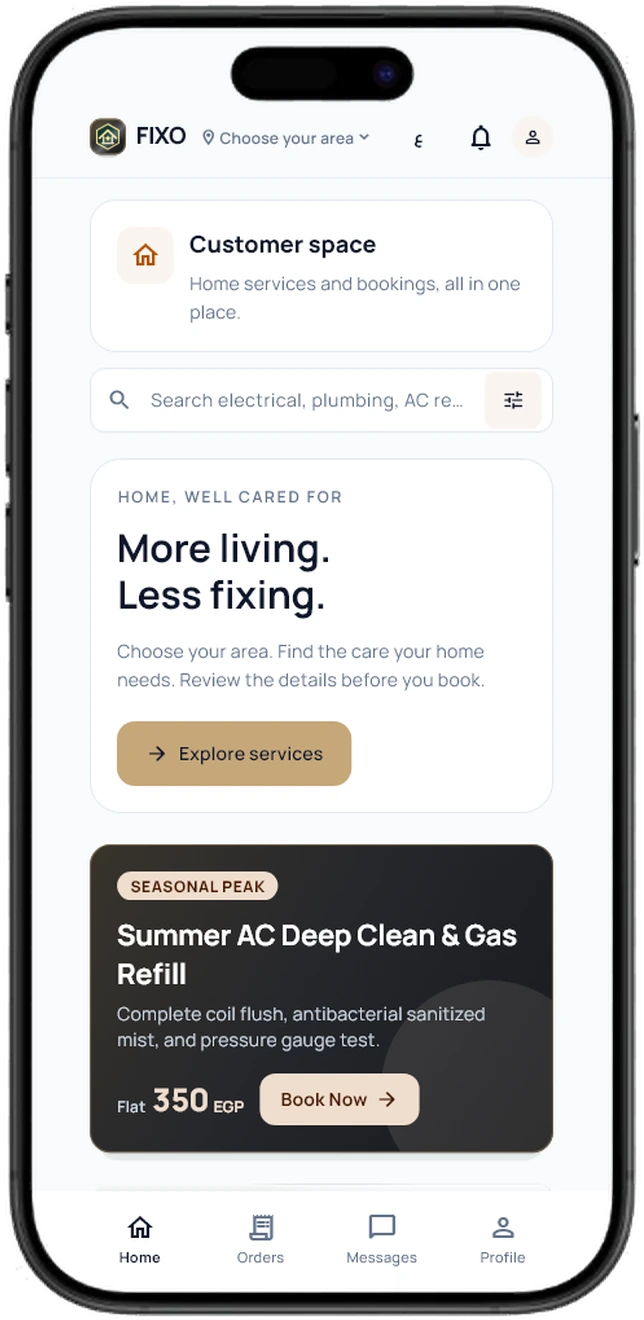 FIXO
Choose your area
ع
Customer space
Home services and bookings, all in one
place.
Search electrical, plumbing, AC re...
HOME, WELL CARED FOR
More living.
Less fixing.
Choose your area. Find the care your home
needs. Review the details before you book.
Explore services
SEASONAL PEAK
Summer AC Deep Clean & Gas
Refill
Complete coil flush, antibacterial sanitized
mist, and pressure gauge test.
Flat 350 EGP
Book Now
Home
Orders
Messages
Profile